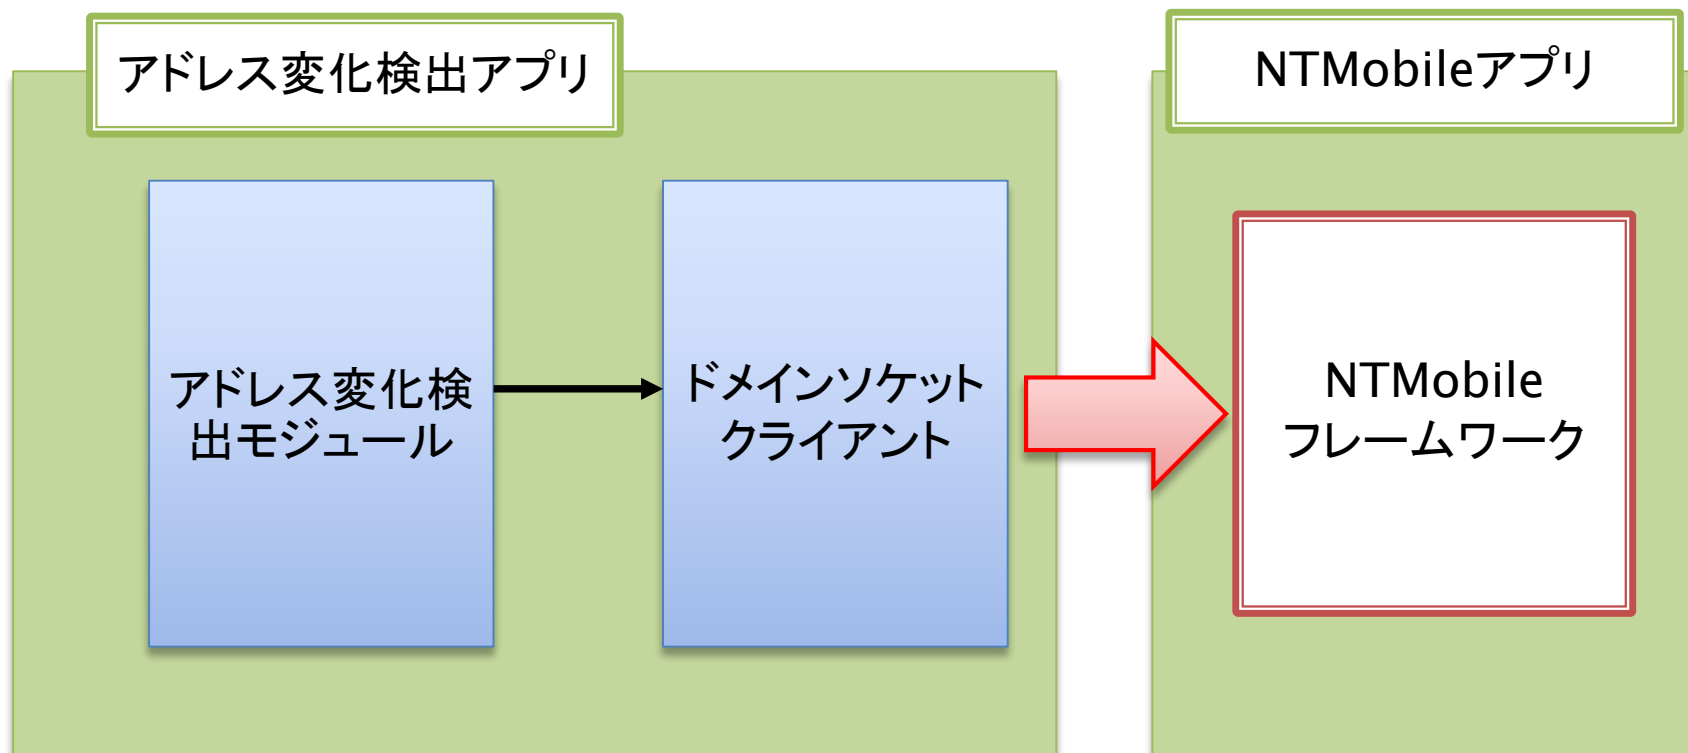 アドレス変化検出アプリ
NTMobileアプリ
アドレス変化検
出モジュール
ドメインソケット
クライアント
NTMobile
フレームワーク